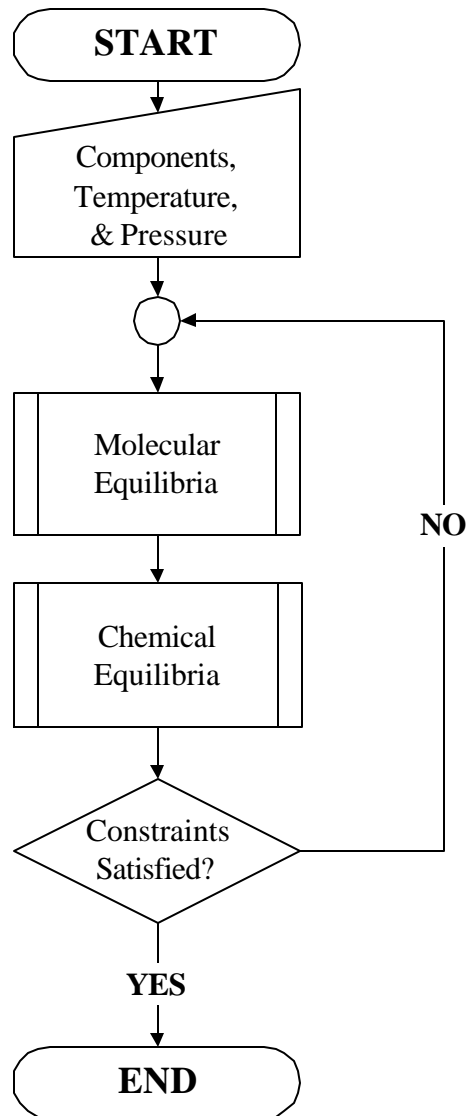 START
Components,
Temperature,
& Pressure
Molecular
Equilibria
NO
Chemical
Equilibria
Constraints
Satisfied?
YES
END